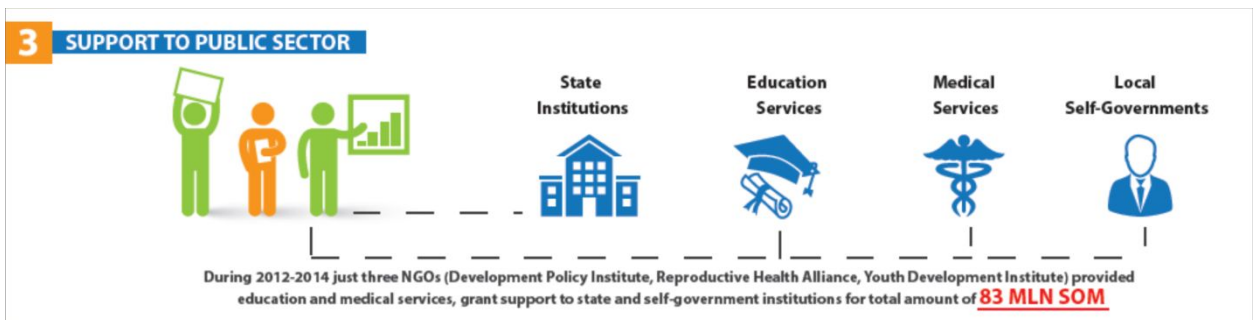 3 SUPPORT TO PUBLIC SECTOR
State Institutions
Education Services
Medical Services
Local Self-Governments
During 2012-2014 just three NGOs (Development Policy Institute, Reproductive Health Alliance, Youth Development Institute) provided
education and medical services, grant support to state and self-government institutions for total amount of 83 MLN SOM